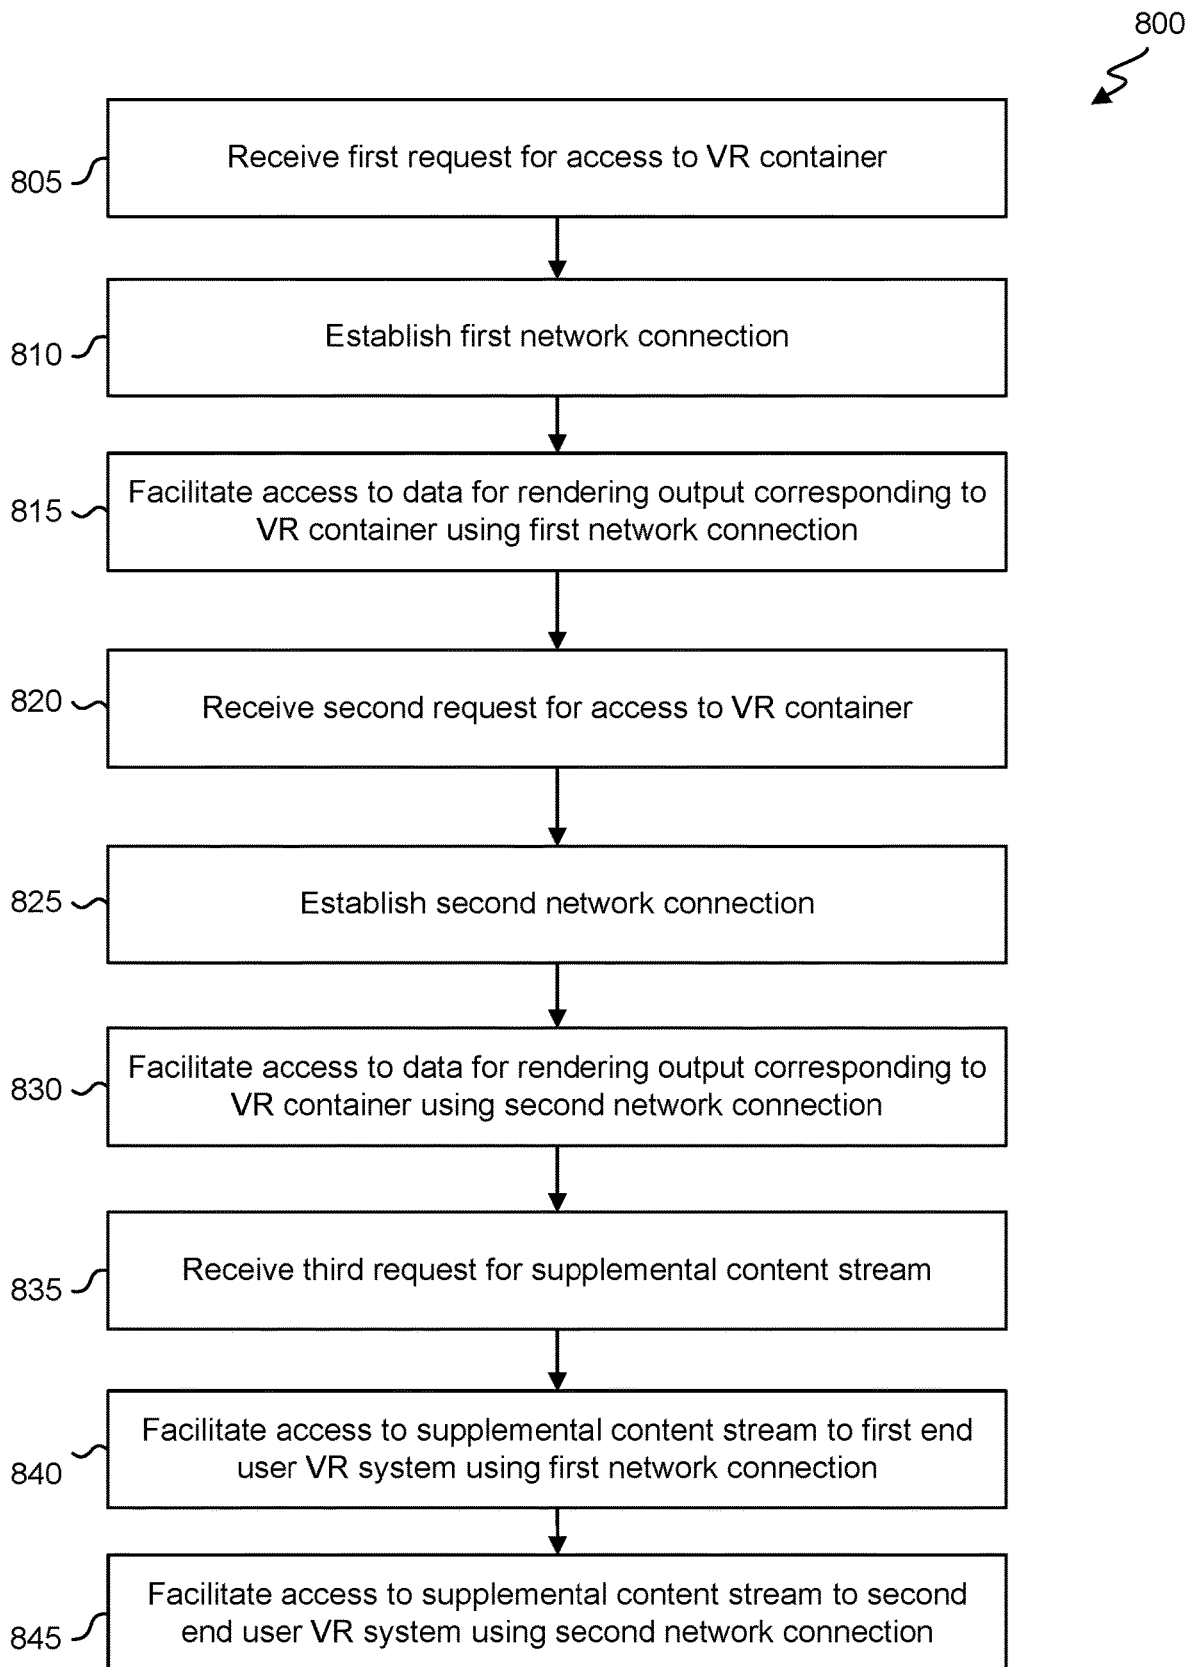 800
805
Receive first request for access to VR container
810
Establish first network connection
815
Facilitate access to data for rendering output corresponding to
VR container using first network connection
820
Receive second request for access to VR container
825
Establish second network connection
830
Facilitate access to data for rendering output corresponding to
VR container using second network connection
835
Receive third request for supplemental content stream
840
Facilitate access to supplemental content stream to first end
user VR system using first network connection
845
Facilitate access to supplemental content stream to second
end user VR system using second network connection